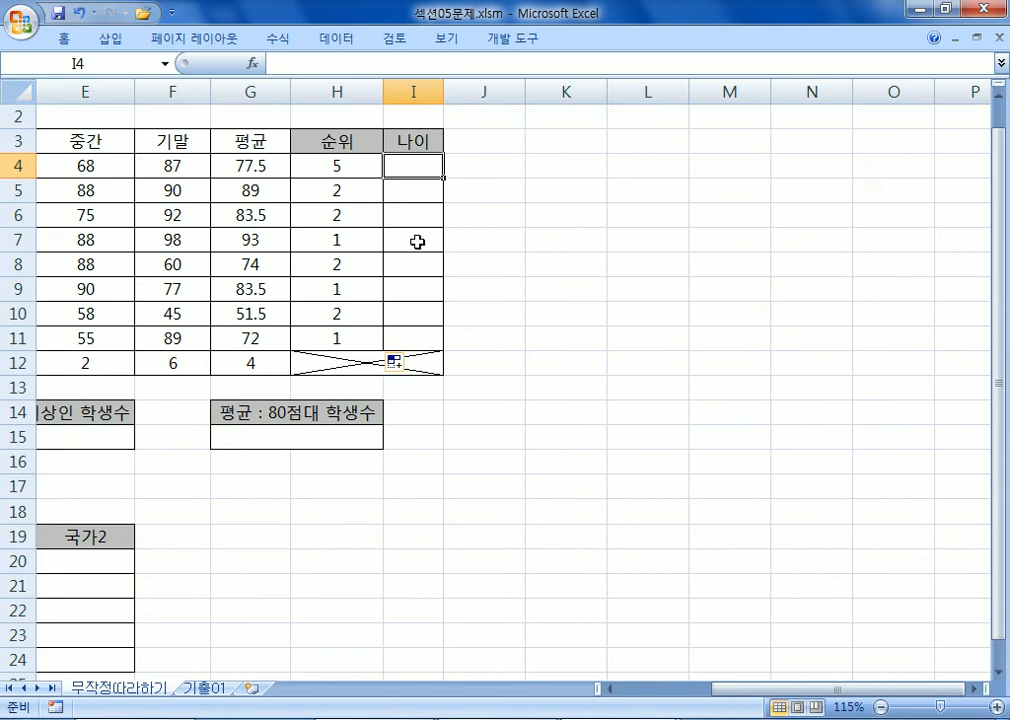 섹션05문제.xlsm - Microsoft Excel
홈 삽입 페이지 레이아웃 수식 데이터 검토 보기 개발 도구
I4 fx
E F G H I J K L M N O P
2
3 중간 기말 평균 순위 나이
4 68 87 77.5 5
5 88 90 89 2
6 75 92 83.5 2
7 88 98 93 1
8 88 60 74 2
9 90 77 83.5 1
10 58 45 51.5 2
11 55 89 72 1
12 2 6 4
13
14 상인 학생수 평균 : 80점대 학생수
15
16
17
18
19 국가2
20
21
22
23
24
무작정따라하기 기출01
준비 115%